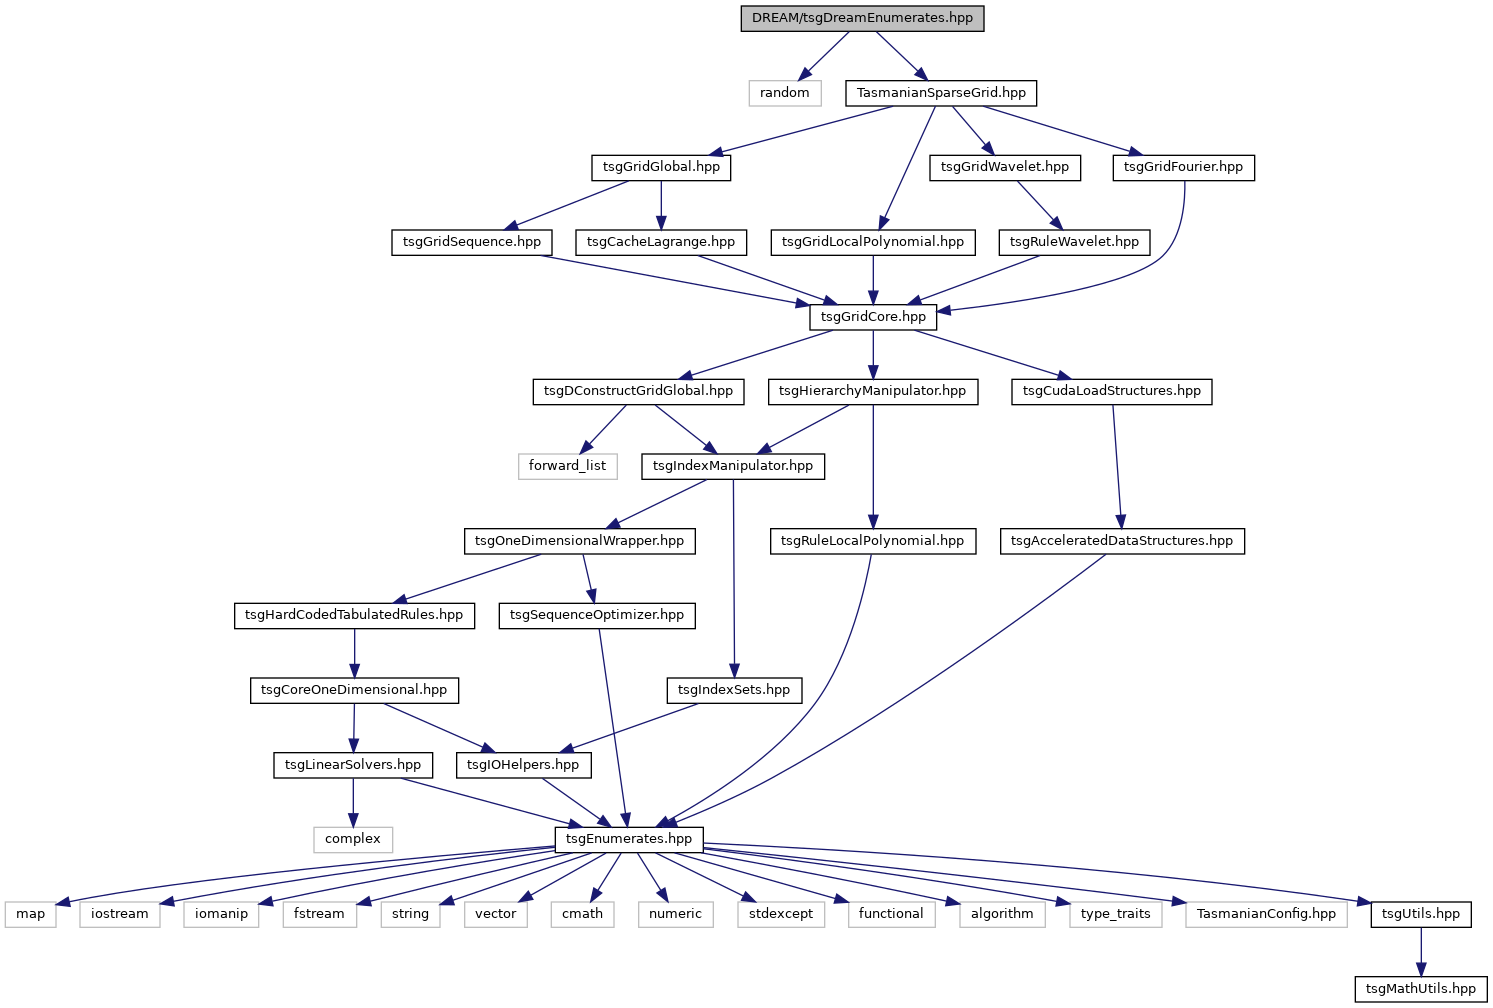 DREAM/tsgDreamEnumerates.hpp
random
TasmanianSparseGrid.hpp
tsgGridGlobal.hpp
tsgGridWavelet.hpp
tsgGridFourier.hpp
tsgGridSequence.hpp
tsgCacheLagrange.hpp
tsgGridLocalPolynomial.hpp
tsgRuleWavelet.hpp
tsgGridCore.hpp
tsgDConstructGridGlobal.hpp
tsgHierarchyManipulator.hpp
tsgCudaLoadStructures.hpp
forward_list
tsgIndexManipulator.hpp
tsgOneDimensionalWrapper.hpp
tsgRuleLocalPolynomial.hpp
tsgAcceleratedDataStructures.hpp
tsgHardCodedTabulatedRules.hpp
tsgSequenceOptimizer.hpp
tsgCoreOneDimensional.hpp
tsgIndexSets.hpp
tsgLinearSolvers.hpp
tsgIOHelpers.hpp
complex
tsgEnumerates.hpp
map
iostream
iomanip
fstream
string
vector
cmath
numeric
stdexcept
functional
algorithm
type_traits
TasmanianConfig.hpp
tsgUtils.hpp
tsgMathUtils.hpp